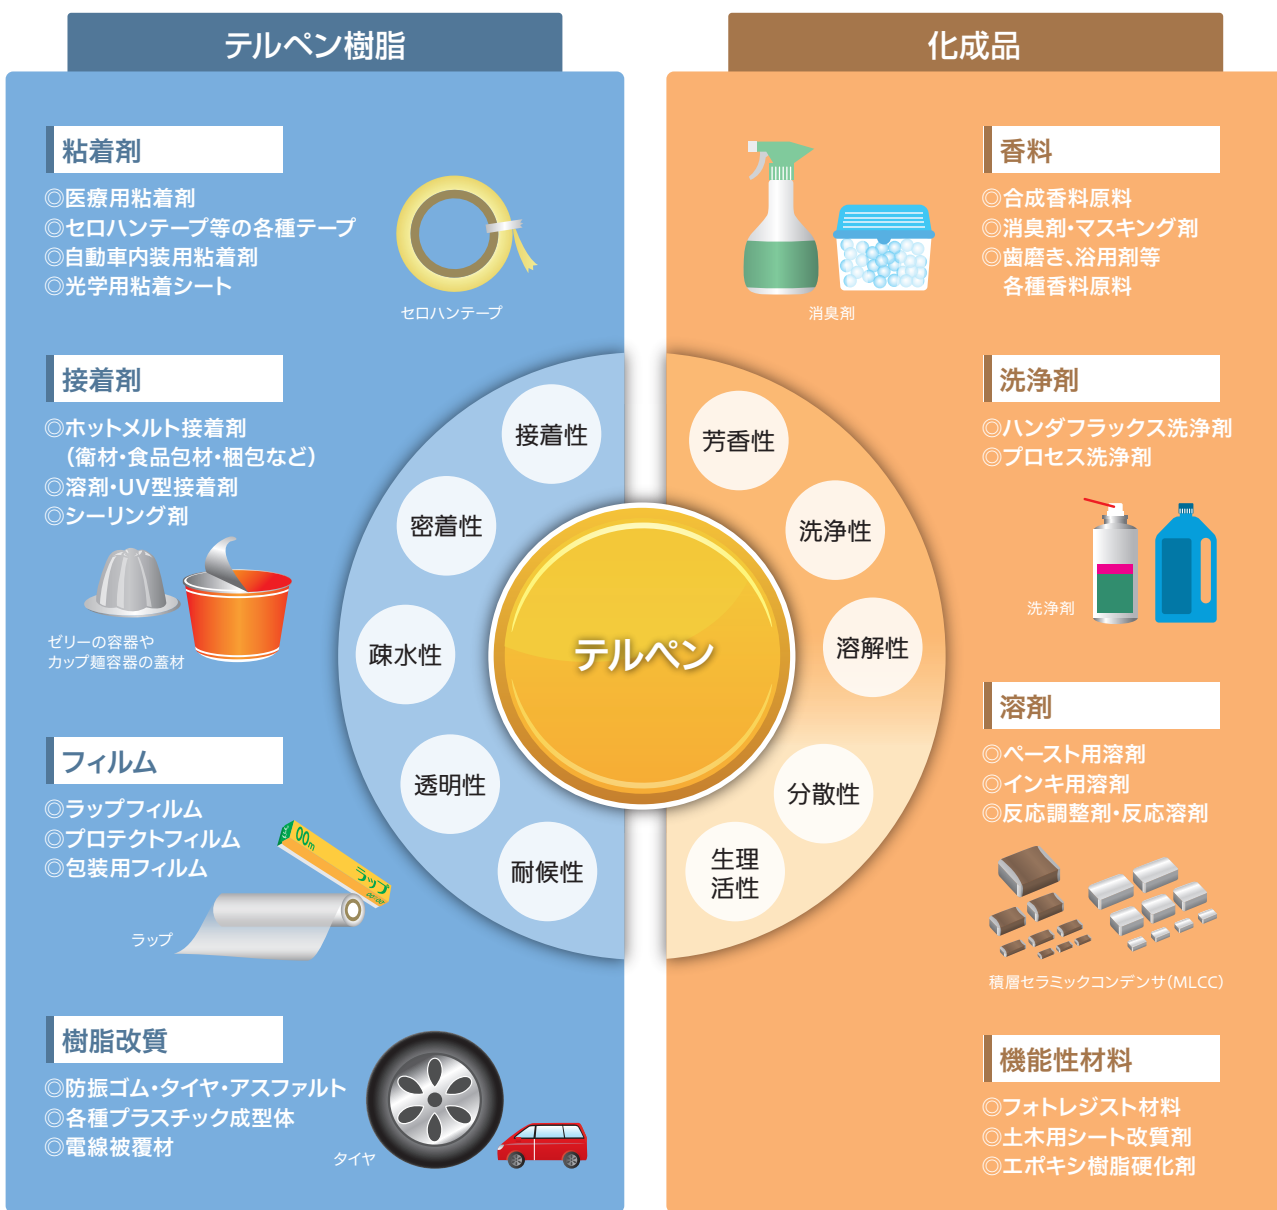 テルペン樹脂
粘着剤
◎医療用粘着剤
◎セロハンテープ等の各種テープ
◎自動車内装用粘着剤
◎光学用粘着シート
セロハンテープ
接着剤
◎ホットメルト接着剤
（衛材・食品包材・梱包など）
◎溶剤・UV型接着剤
◎シーリング剤
ゼリーの容器や
カップ麺容器の蓋材
フィルム
◎ラップフィルム
◎プロテクトフィルム
◎包装用フィルム
00m
ラップ
00:00
ラップ
樹脂改質
◎防振ゴム・タイヤ・アスファルト
◎各種プラスチック成型体
◎電線被覆材
タイヤ
接着性
密着性
疎水性
透明性
耐候性
テルペン
芳香性
洗浄性
溶解性
分散性
生理
活性
化成品
消臭剤
香料
◎合成香料原料
◎消臭剤・マスキング剤
◎歯磨き、浴用剤等
各種香料原料
洗浄剤
◎ハンダフラックス洗浄剤
◎プロセス洗浄剤
洗浄剤
溶剤
◎ペースト用溶剤
◎インキ用溶剤
◎反応調整剤・反応溶剤
積層セラミックコンデンサ（MLCC）
機能性材料
◎フォトレジスト材料
◎土木用シート改質剤
◎エポキシ樹脂硬化剤